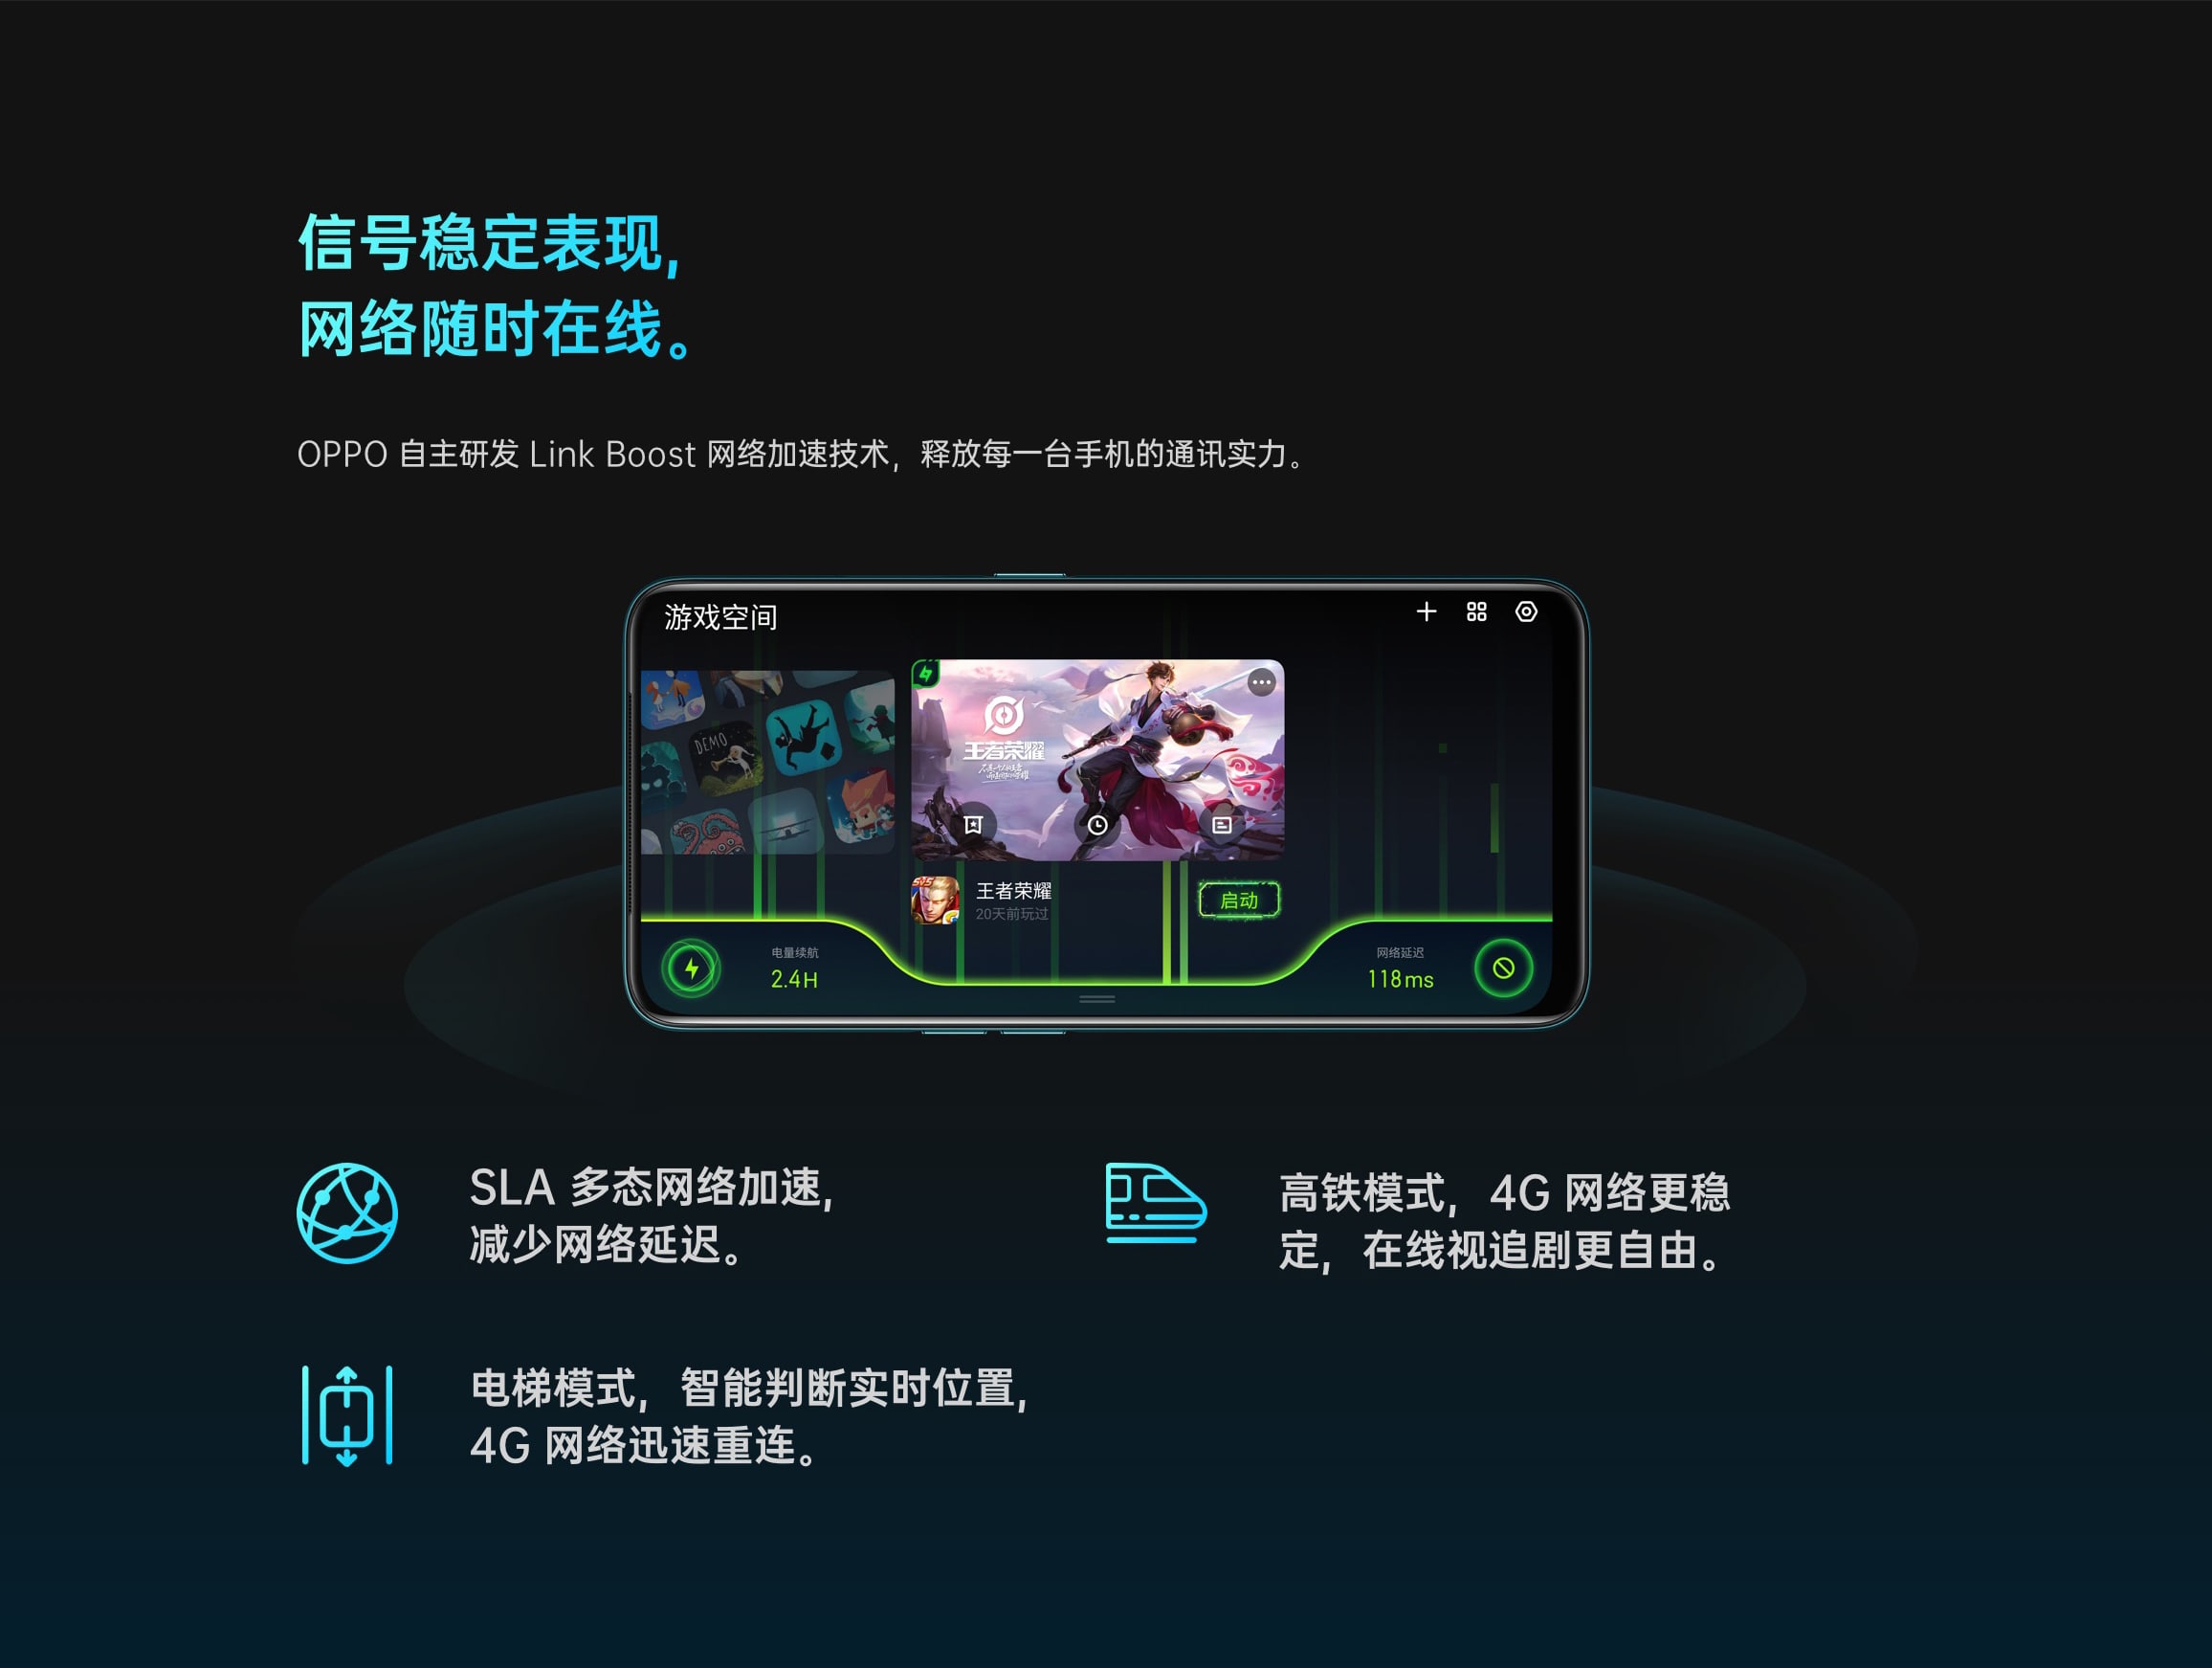 信号稳定表现,
网络随时在线。
OPPO 自主研发 Link Boost 网络加速技术，释放每一台手机的通讯实力。
游戏空间
DEMO
王者荣耀
王者荣耀
20天前玩过
启动
电量续航
2.4H
网络延迟
118ms
SLA 多态网络加速,
减少网络延迟。
高铁模式，4G 网络更稳
定，在线视追剧更自由。
电梯模式，智能判断实时位置,
4G 网络迅速重连。